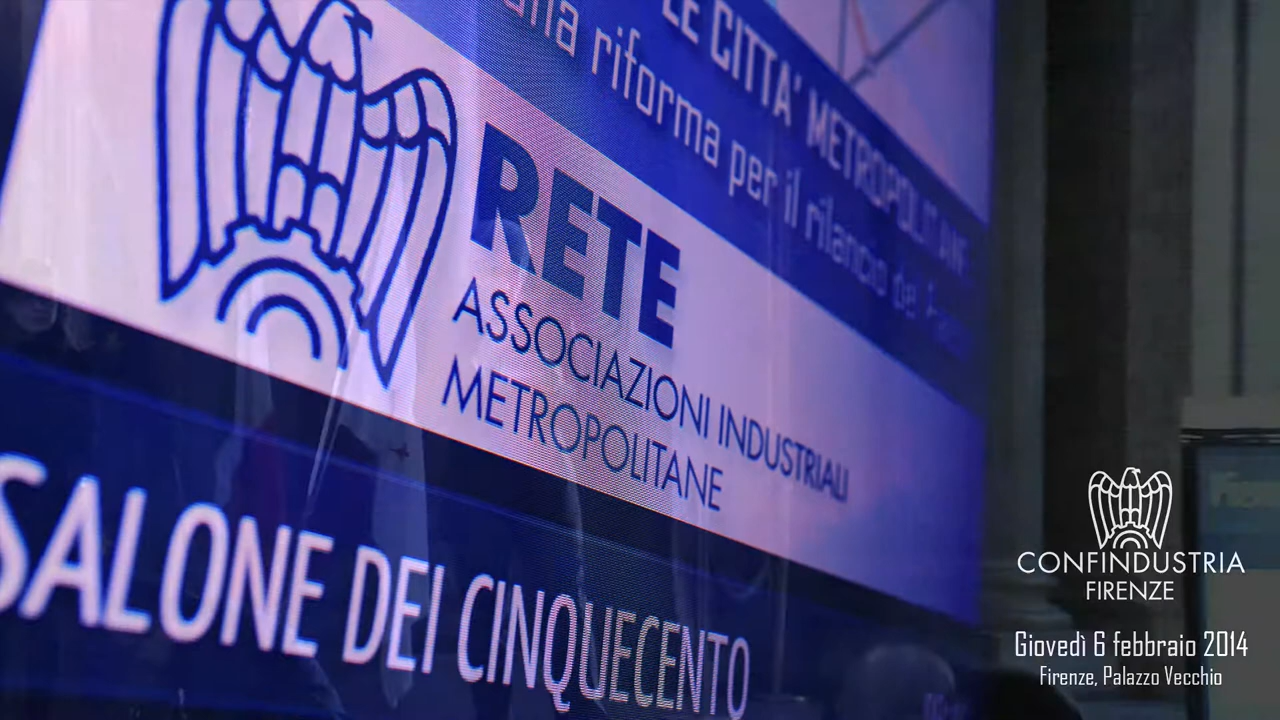 LE CITTA' METROPOLITANE
alla riforma per il rilancio del
RETE
ASSOCIAZIONI INDUSTRIALI
METROPOLITANE
SALONE DEI CINQUECENTO
CONFINDUSTRIA
FIRENZE
Giovedì 6 febbraio 2014
Firenze, Palazzo Vecchio